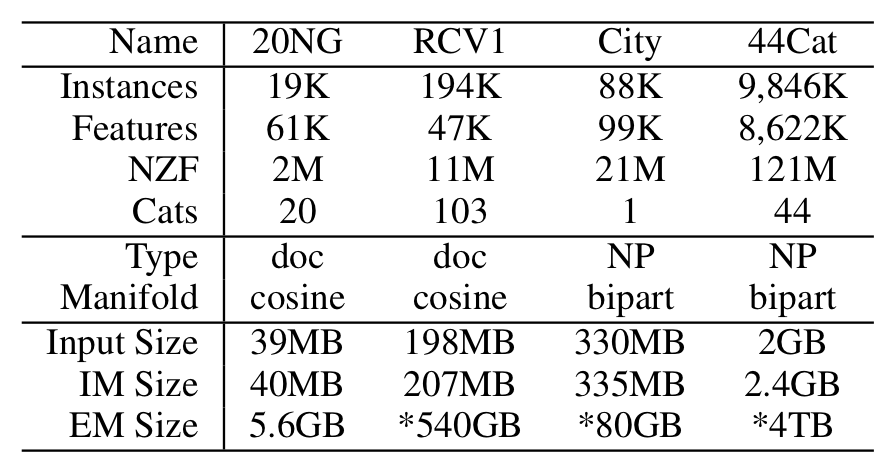 Name 20NG RCV1 City 44Cat
Instances 19K 194K 88K 9,846K
Features 61K 47K 99K 8,622K
NZF 2M 11M 21M 121M
Cats 20 103 1 44
Type doc doc NP NP
Manifold cosine cosine bipart bipart
Input Size 39MB 198MB 330MB 2GB
IM Size 40MB 207MB 335MB 2.4GB
EM Size 5.6GB *540GB *80GB *4TB